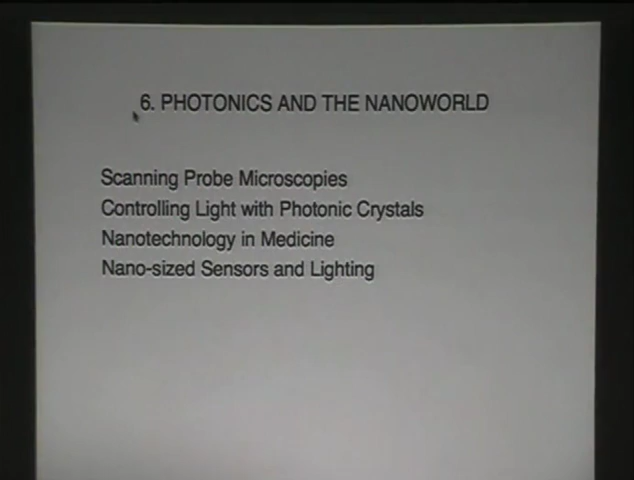 6. PHOTONICS AND THE NANOWORLD
Scanning Probe Microscopies
Controlling Light with Photonic Crystals
Nanotechnology in Medicine
Nano-sized Sensors and Lighting